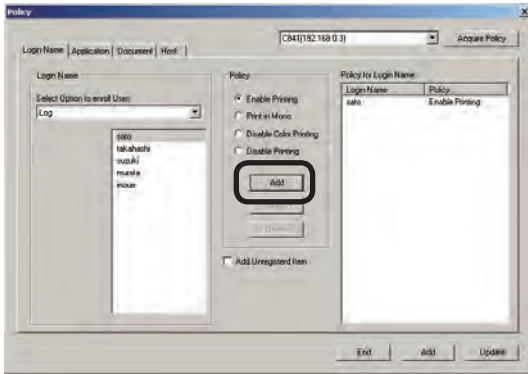 Policy
C841(192.168.0.3)
Acquire Policy
Login Name
Application
Document
Host
Login Name
Select Option to enroll User:
Log
sato
takahashi
suzuki
murata
inoue
Policy
Enable Printing
Print in Mono
Disable Color Printing
Disable Printing
Add
Add Unregisterd Item
Policy for Login Name
Login Name Policy
sato Enable Printing
End
Add
Update